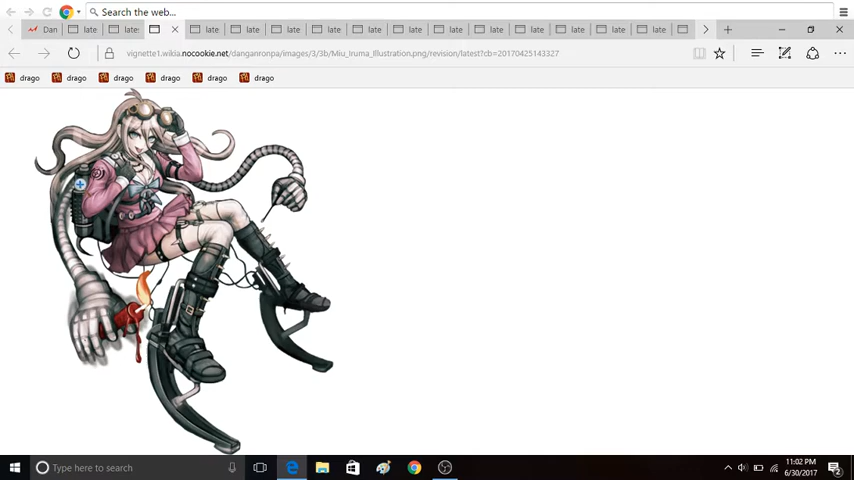 Search the web...
Dan late late late late late late late late late late late late late
vignette1.wikia.nocookie.net/danganronpa/images/3/3b/Miu_Iruma_Illustration.png/revision/latest?cb=20170425143327
drago drago drago drago drago drago
Type here to search
11:02 PM
6/30/2017
2